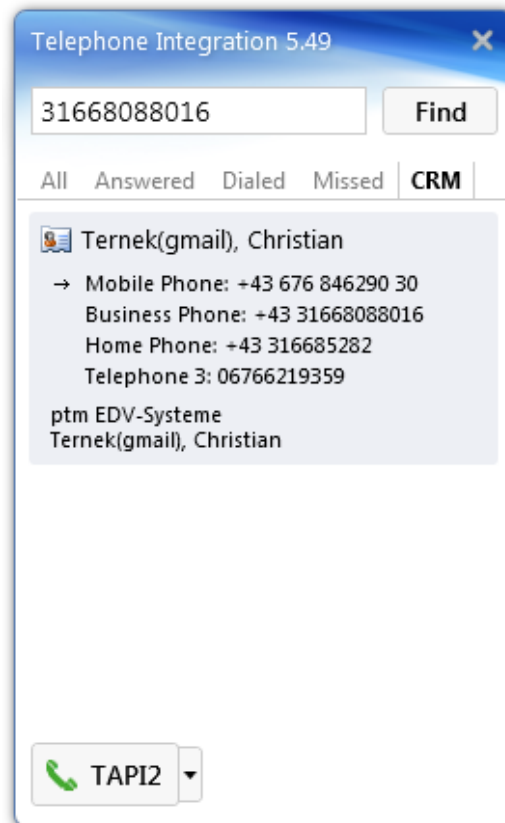 Telephone Integration 5.49
31668088016 Find
All Answered Dialed Missed CRM
Ternek(gmail), Christian
→ Mobile Phone: +43 676 846290 30
Business Phone: +43 31668088016
Home Phone: +43 316685282
Telephone 3: 06766219359
ptm EDV-Systeme
Ternek(gmail), Christian
TAPI2